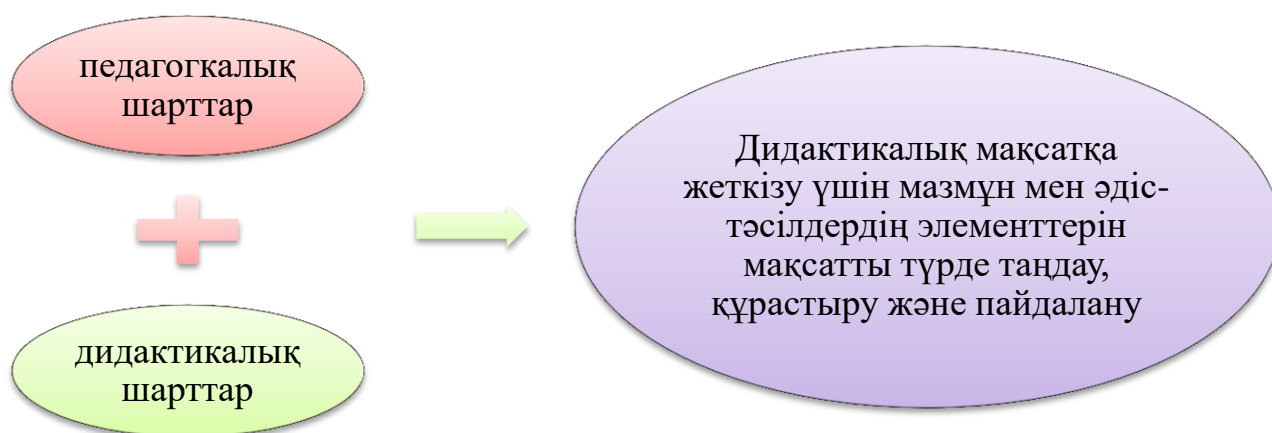 педагогкалық
шарттар
дидактикалық
шарттар
Дидактикалық мақсатқа
жеткізу үшін мазмұн мен әдіс-
тәсілдердің элементтерін
мақсатты түрде таңдау,
құрастыру және пайдалану